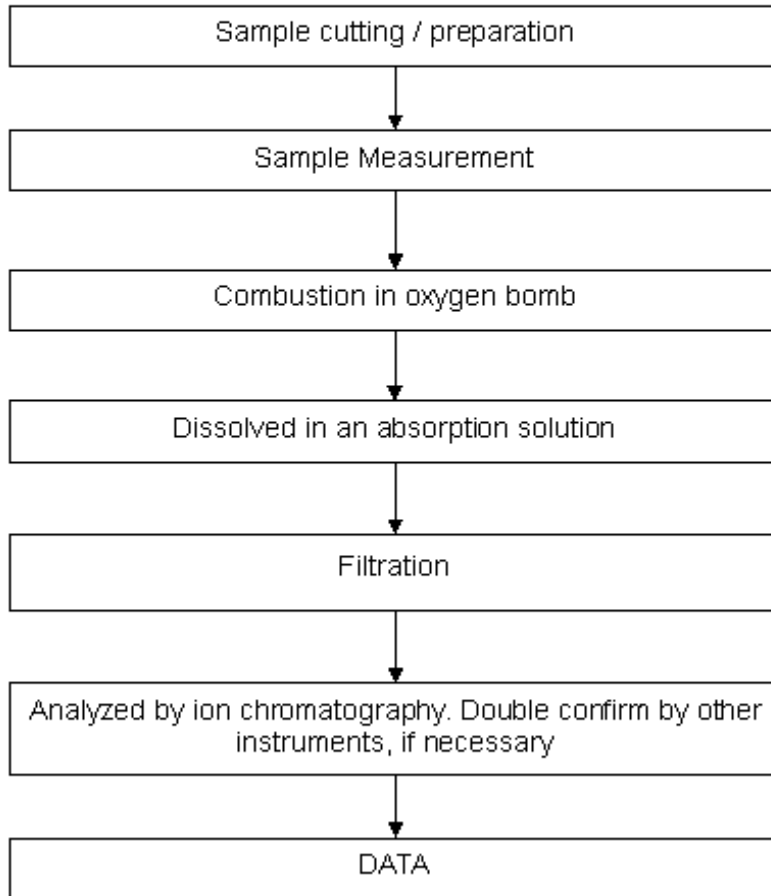 Sample cutting / preparation
Sample Measurement
Combustion in oxygen bomb
Dissolved in an absorption solution
Filtration
Analyzed by ion chromatography. Double confirm by other
instruments, if necessary
DATA